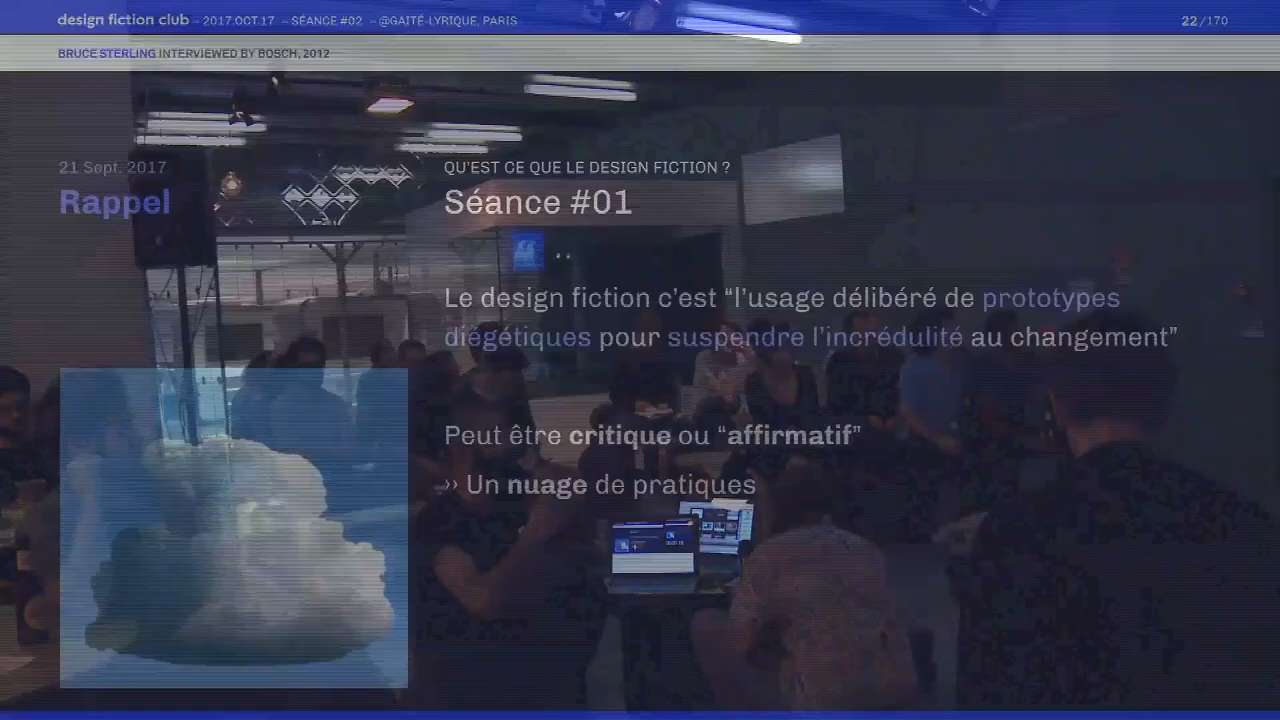 design fiction club – 2017.OCT.17 – SÉANCE #02 – @GAITÉ-LYRIQUE, PARIS
22/170
BRUCE STERLING INTERVIEWED BY BOSCH, 2012
21 Sept. 2017
Rappel
QU’EST CE QUE LE DESIGN FICTION ?
Séance #01
Le design fiction c’est “l’usage délibéré de prototypes
diégétiques pour suspendre l’incrédulité au changement”
Peut être critique ou “affirmatif”
›› Un nuage de pratiques